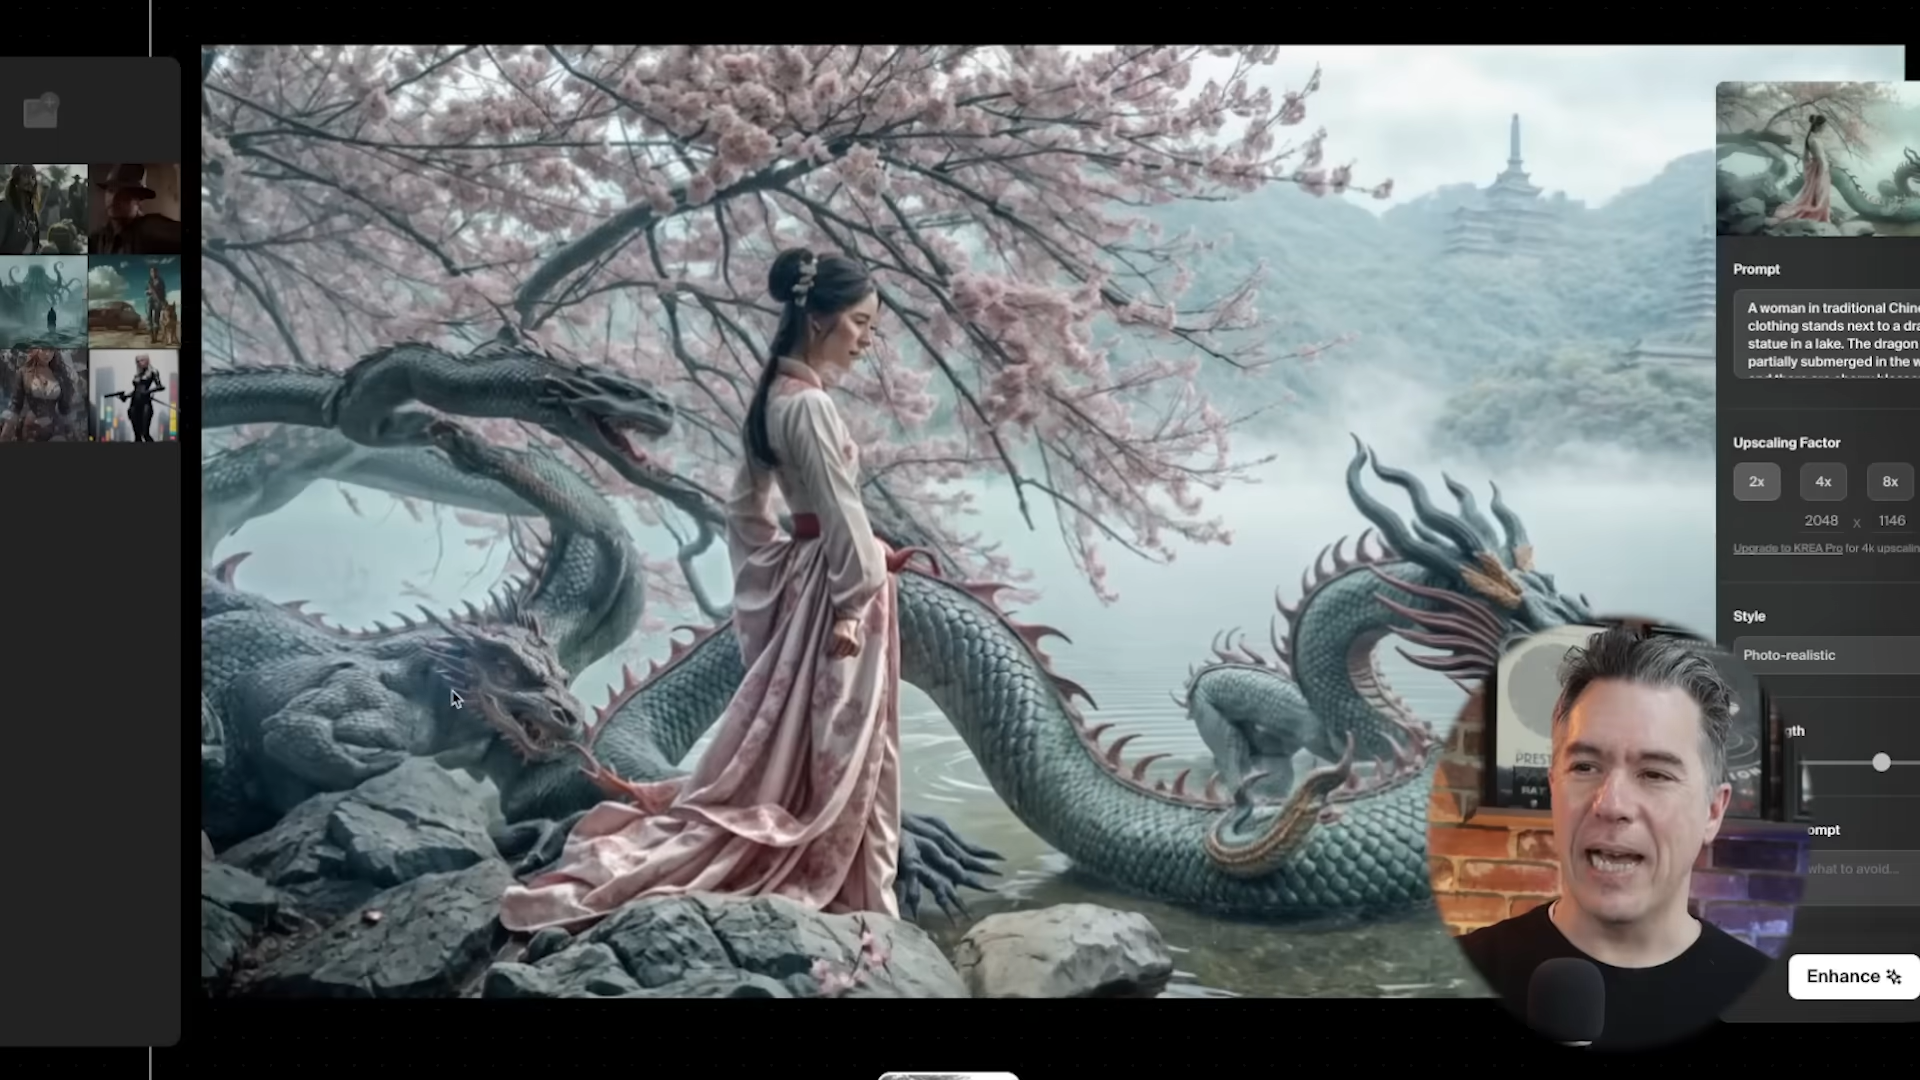 Prompt
A woman in traditional Chin
clothing stands next to a dra
statue in a lake. The dragon
partially submerged in the w
Upscaling Factor
2x
4x
8x
2048 x 1146
Upgrade to KREA Pro for 4k upscalin
Style
Photo-realistic
gth
PREST
RAY
ompt
what to avoid...
Enhance